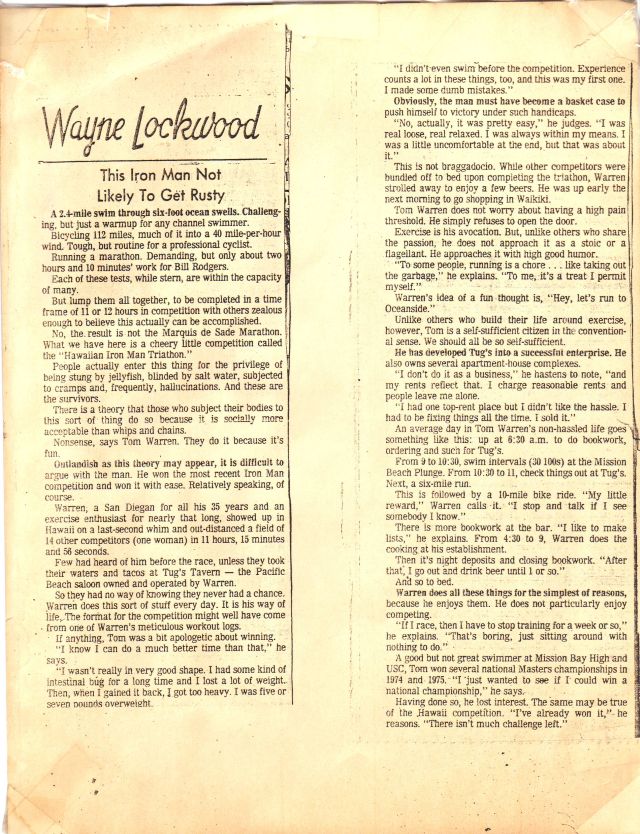 Wayne Lockwood
This Iron Man Not
Likely To Get Rusty
A 2.4-mile swim through six-foot ocean swells. Challeng-
ing, but just a warmup for any channel swimmer.
Bicycling 112 miles, much of it into a 40 mile-per-hour
wind. Tough, but routine for a professional cyclist.
Running a marathon. Demanding, but only about two
hours and 10 minutes' work for Bill Rodgers.
Each of these tests, while stern, are within the capacity
of many.
But lump them all together, to be completed in a time
frame of 11 or 12 hours in competition with others zealous
enough to believe this actually can be accomplished.
No, the result is not the Marquis de Sade Marathon.
What we have here is a cheery little competition called
the "Hawaiian Iron Man Triathon."
People actually enter this thing for the privilege of
being stung by jellyfish, blinded by salt water, subjected
to cramps and, frequently, hallucinations. And these are
the survivors.
There is a theory that those who subject their bodies to
this sort of thing do so because it is socially more
acceptable than whips and chains.
Nonsense, says Tom Warren. They do it because it's
fun.
Outlandish as this theory may appear, it is difficult to
argue with the man. He won the most recent Iron Man
competition and won it with ease. Relatively speaking, of
course.
Warren, a San Diegan for all his 35 years and an
exercise enthusiast for nearly that long, showed up in
Hawaii on a last-second whim and out-distanced a field of
14 other competitors (one woman) in 11 hours, 15 minutes
and 56 seconds.
Few had heard of him before the race, unless they took
their waters and tacos at Tug's Tavern — the Pacific
Beach saloon owned and operated by Warren.
So they had no way of knowing they never had a chance.
Warren does this sort of stuff every day. It is his way of
life. The format for the competition might well have come
from one of Warren's meticulous workout logs.
If anything, Tom was a bit apologetic about winning.
"I know I can do a much better time than that," he
says.
"I wasn't really in very good shape. I had some kind of
intestinal bug for a long time and I lost a lot of weight.
Then, when I gained it back, I got too heavy. I was five or
seven pounds overweight.
"I didn't even swim before the competition. Experience
counts a lot in these things, too, and this was my first one.
I made some dumb mistakes."
Obviously, the man must have become a basket case to
push himself to victory under such handicaps.
"No, actually, it was pretty easy," he judges. "I was
real loose, real relaxed. I was always within my means. I
was a little uncomfortable at the end, but that was about
it."
This is not braggadocio. While other competitors were
bundled off to bed upon completing the triathon, Warren
strolled away to enjoy a few beers. He was up early the
next morning to go shopping in Waikiki.
Tom Warren does not worry about having a high pain
threshold. He simply refuses to open the door.
Exercise is his avocation. But, unlike others who share
the passion, he does not approach it as a stoic or a
flagellant. He approaches it with high good humor.
"To some people, running is a chore . . . like taking out
the garbage," he explains. "To me, it's a treat I permit
myself."
Warren's idea of a fun thought is, "Hey, let's run to
Oceanside."
Unlike others who build their life around exercise,
however, Tom is a self-sufficient citizen in the convention-
al sense. We should all be so self-sufficient.
He has developed Tug's into a successful enterprise. He
also owns several apartment-house complexes.
"I don't do it as a business," he hastens to note, "and
my rents reflect that. I charge reasonable rents and
people leave me alone.
"I had one top-rent place but I didn't like the hassle. I
had to be fixing things all the time. I sold it."
An average day in Tom Warren's non-hassled life goes
something like this: up at 6:30 a.m. to do bookwork,
ordering and such for Tug's.
From 9 to 10:30, swim intervals (30 100s) at the Mission
Beach Plunge. From 10:30 to 11, check things out at Tug's.
Next, a six-mile run.
This is followed by a 10-mile bike ride. "My little
reward," Warren calls it. "I stop and talk if I see
somebody I know."
There is more bookwork at the bar. "I like to make
lists," he explains. From 4:30 to 9, Warren does the
cooking at his establishment.
Then it's night deposits and closing bookwork. "After
that, I go out and drink beer until 1 or so."
And so to bed.
Warren does all these things for the simplest of reasons,
because he enjoys them. He does not particularly enjoy
competing.
"If I race, then I have to stop training for a week or so,"
he explains. "That's boring, just sitting around with
nothing to do."
A good but not great swimmer at Mission Bay High and
USC, Tom won several national Masters championships in
1974 and 1975. "I just wanted to see if I could win a
national championship," he says.
Having done so, he lost interest. The same may be true
of the Hawaii competition. "I've already won it," he
reasons. "There isn't much challenge left."